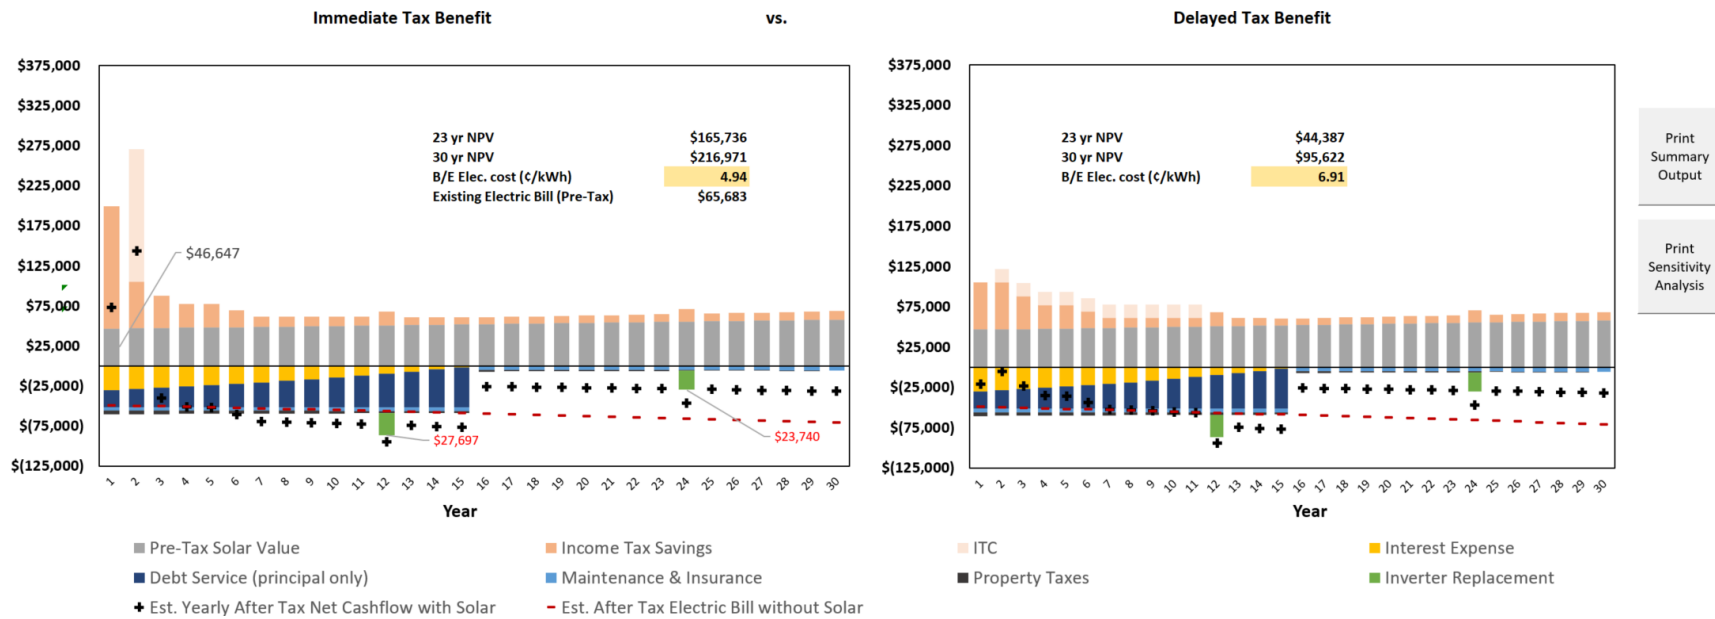 Immediate Tax Benefit vs. Delayed Tax Benefit
$375,000
$325,000
$275,000
$225,000
$175,000
$125,000
$75,000
$25,000
$(25,000)
$(75,000)
$(125,000)
23 yr NPV $165,736
30 yr NPV $216,971
B/E Elec. cost (¢/kWh) 4.94
Existing Electric Bill (Pre-Tax) $65,683
$46,647
$27,697
$23,740
1 2 3 4 5 6 7 8 9 10 11 12 13 14 15 16 17 18 19 20 21 22 23 24 25 26 27 28 29 30
Year
$375,000
$325,000
$275,000
$225,000
$175,000
$125,000
$75,000
$25,000
$(25,000)
$(75,000)
$(125,000)
23 yr NPV $44,387
30 yr NPV $95,622
B/E Elec. cost (¢/kWh) 6.91
1 2 3 4 5 6 7 8 9 10 11 12 13 14 15 16 17 18 19 20 21 22 23 24 25 26 27 28 29 30
Year
Print
Summary
Output
Print
Sensitivity
Analysis
Pre-Tax Solar Value Income Tax Savings ITC Interest Expense
Debt Service (principal only) Maintenance & Insurance Property Taxes Inverter Replacement
Est. Yearly After Tax Net Cashflow with Solar Est. After Tax Electric Bill without Solar